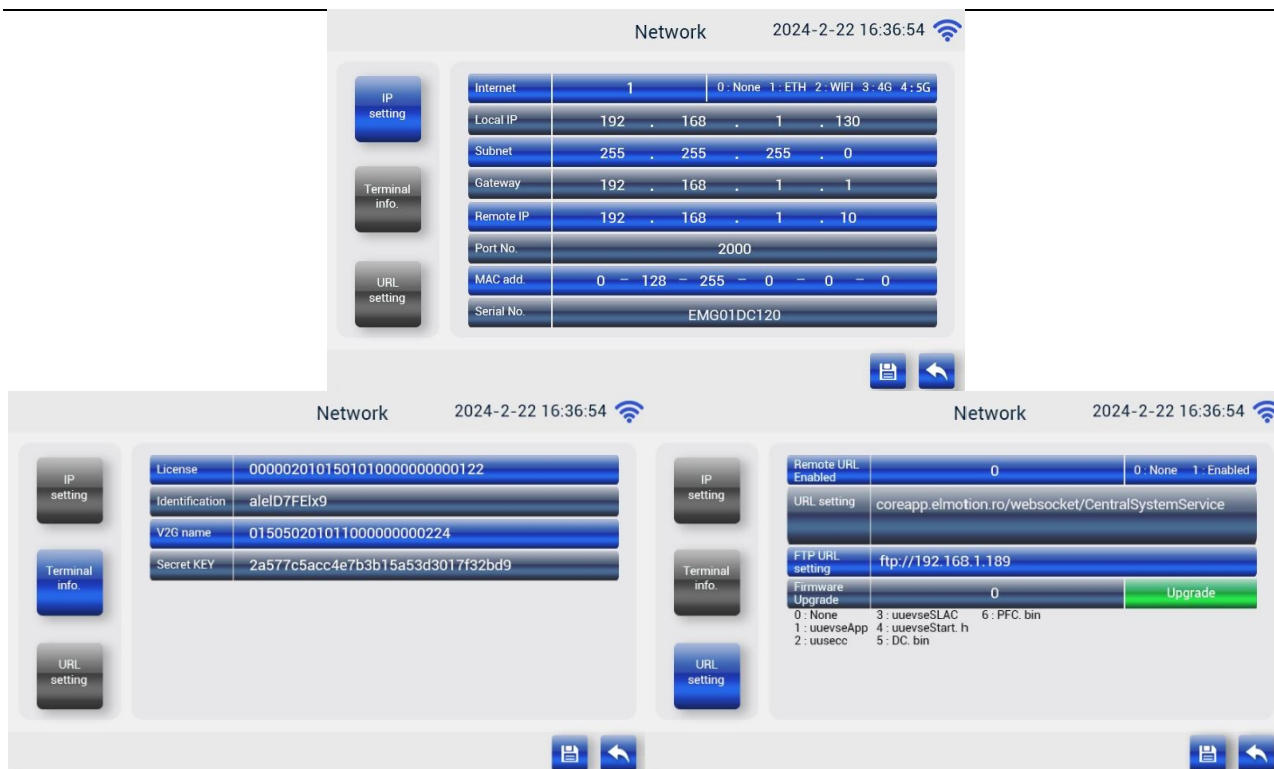 Network 2024-2-22 16:36:54
IP
setting
Terminal
info.
URL
setting
Internet 1 0 : None 1 : ETH 2 : WIFI 3 : 4G 4 : 5G
Local IP 192 . 168 . 1 . 130
Subnet 255 . 255 . 255 . 0
Gateway 192 . 168 . 1 . 1
Remote IP 192 . 168 . 1 . 10
Port No. 2000
MAC add. 0 - 128 - 255 - 0 - 0 - 0
Serial No. EMG01DC120
Network 2024-2-22 16:36:54
IP
setting
Terminal
info.
URL
setting
License 0000020101501010000000000122
Identification
V2G name 015050201011000000000224
Secret KEY 2a577c5acc4e7b3b15a53d3017f32bd9
Network 2024-2-22 16:36:54
IP
setting
Terminal
info.
URL
setting
Remote URL
Enabled 0 0 : None 1 : Enabled
URL setting coreapp.elmotion.ro/websocket/CentralSystemService
FTP URL
setting ftp://192.168.1.189
Firmware
Upgrade 0 Upgrade
0 : None 3 : uuevseSLAC 6 : PFC. bin
1 : uuevseApp 4 : uuevseStart. h
2 : uusecc 5 : DC. bin